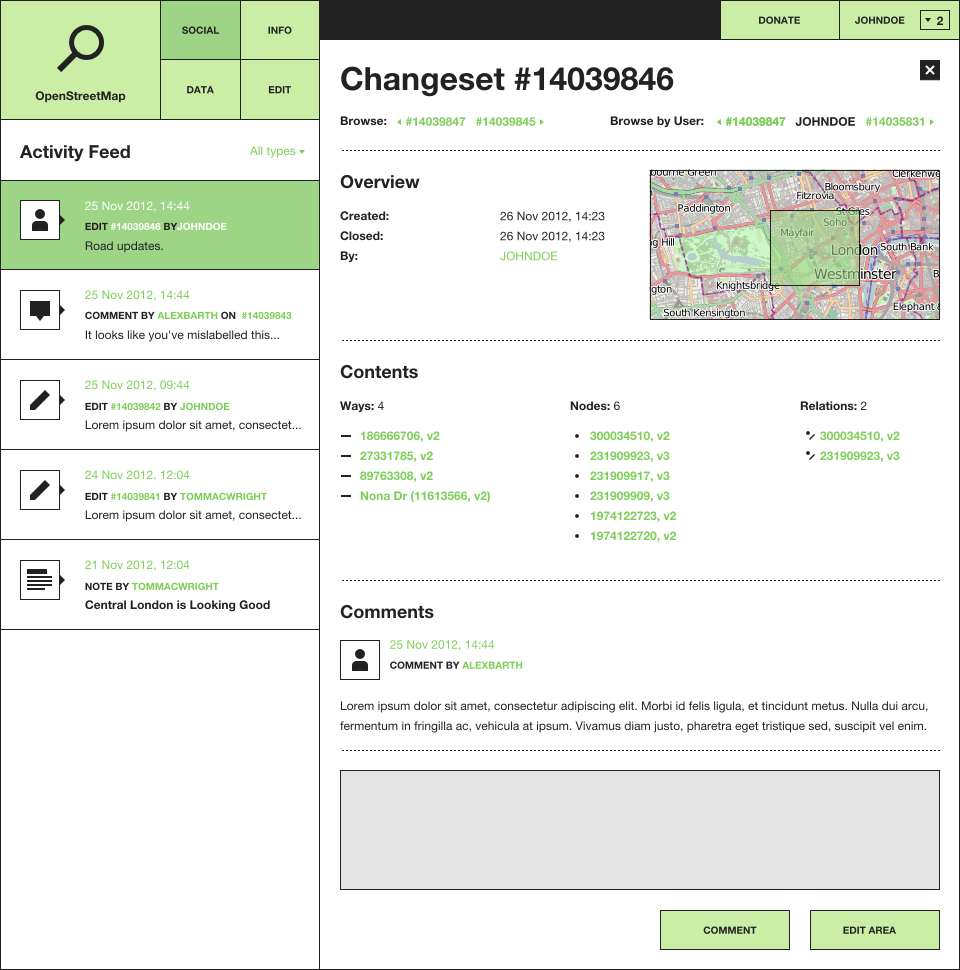 OpenStreetMap
SOCIAL
INFO
DATA
EDIT
DONATE
JOHNDOE
2
Activity Feed
All types
25 Nov 2012, 14:44
EDIT #14039846 BY JOHNDOE
Road updates.
25 Nov 2012, 14:44
COMMENT BY ALEXBARTH ON #14039843
It looks like you've mislabelled this...
25 Nov 2012, 09:44
EDIT #14039842 BY JOHNDOE
Lorem ipsum dolor sit amet, consectet...
24 Nov 2012, 12:04
EDIT #14039841 BY TOMMACWRIGHT
Lorem ipsum dolor sit amet, consectet...
21 Nov 2012, 12:04
NOTE BY TOMMACWRIGHT
Central London is Looking Good
Changeset #14039846
Browse: #14039847 #14039845
Browse by User: #14039847 JOHNDOE #14035831
Overview
Created: 26 Nov 2012, 14:23
Closed: 26 Nov 2012, 14:23
By: JOHNDOE
bourne Green
Clerkenwe
Bloomsbury
Fitzrovia
Paddington
St Giles
Soho
Mayfair
ng Hill
London
South Bank
Westminster
B
Knightsbridge
gton
Elephant &
South Kensington
Contents
Ways: 4
186666706, v2
27331785, v2
89763308, v2
Nona Dr (11613566, v2)
Nodes: 6
300034510, v2
231909923, v3
231909917, v3
231909909, v3
1974122723, v2
1974122720, v2
Relations: 2
300034510, v2
231909923, v3
Comments
25 Nov 2012, 14:44
COMMENT BY ALEXBARTH
Lorem ipsum dolor sit amet, consectetur adipiscing elit. Morbi id felis ligula, et tincidunt metus. Nulla dui arcu,
fermentum in fringilla ac, vehicula at ipsum. Vivamus diam justo, pharetra eget tristique sed, suscipit vel enim.
COMMENT
EDIT AREA